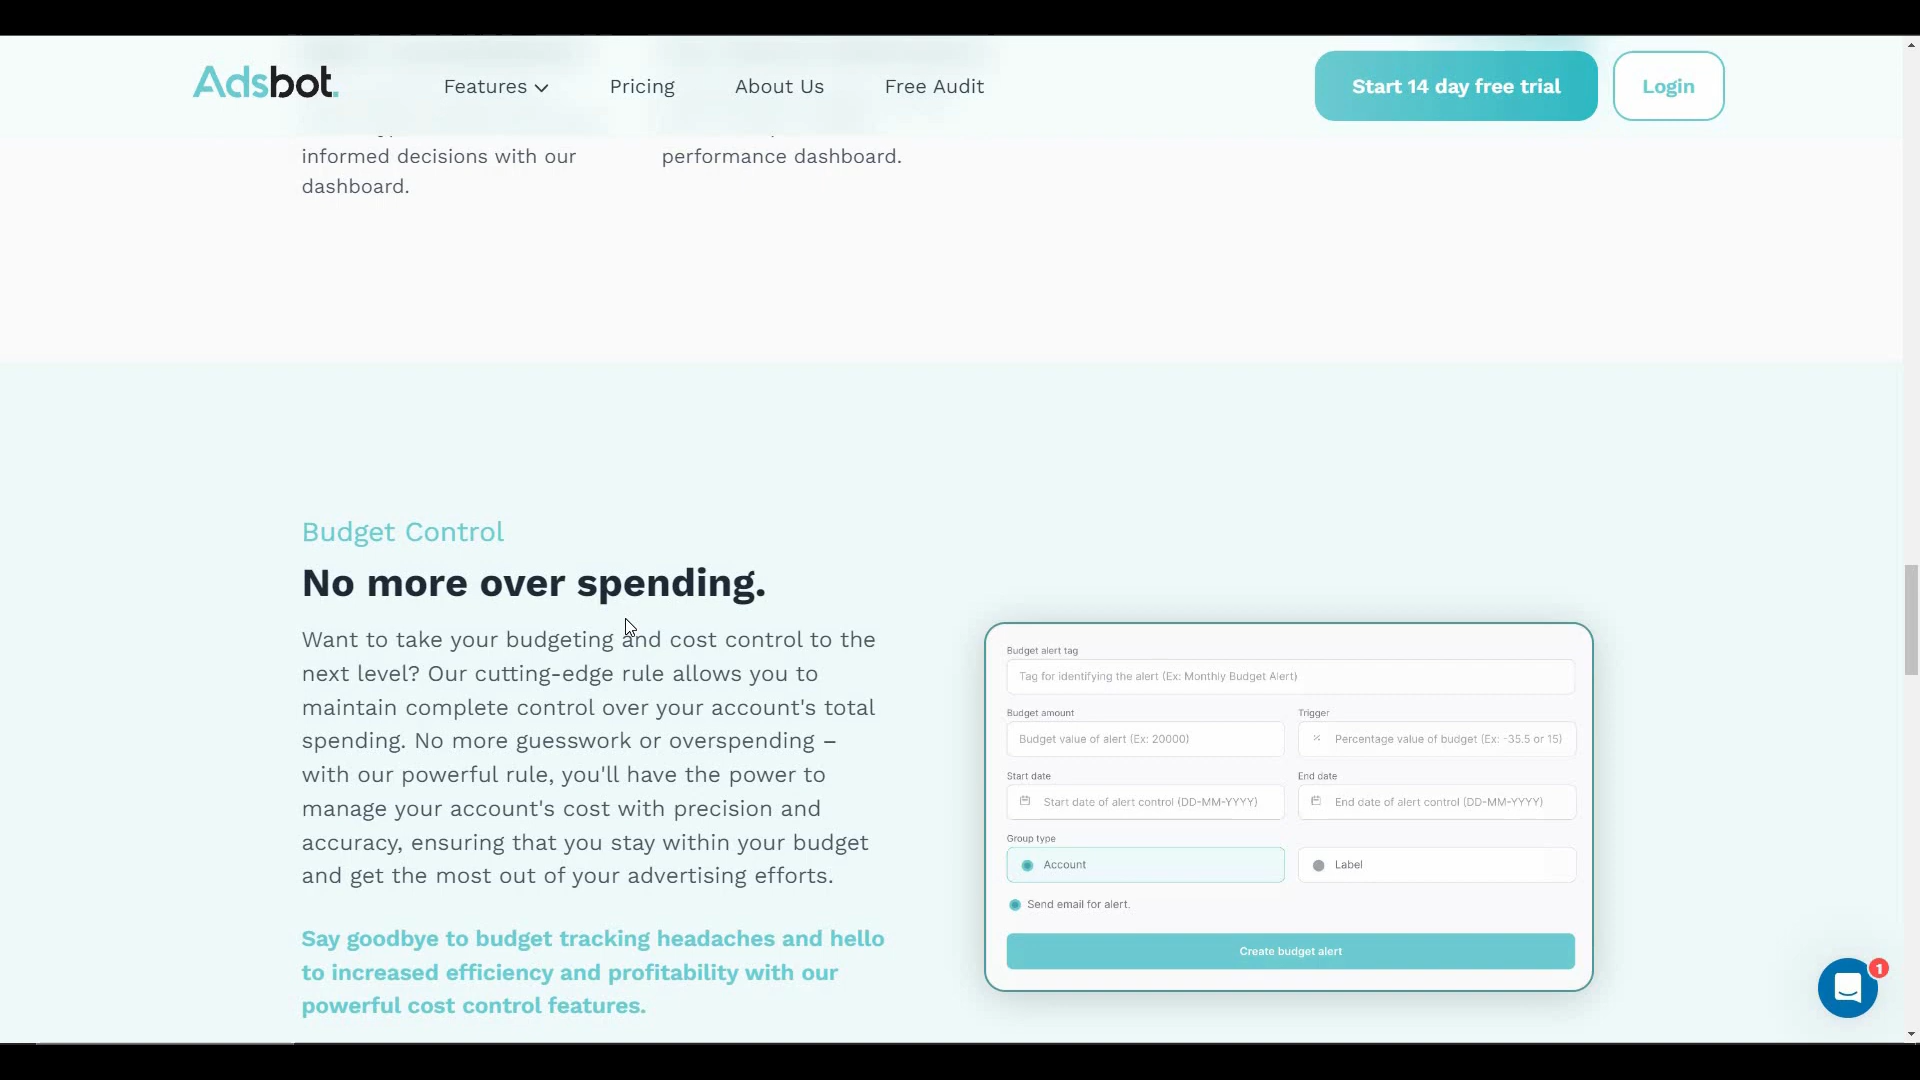 Adsbot.
Features
Pricing
About Us
Free Audit
Start 14 day free trial
Login
informed decisions with our
dashboard.
performance dashboard.
Budget Control
No more over spending.
Want to take your budgeting and cost control to the
next level? Our cutting-edge rule allows you to
maintain complete control over your account's total
spending. No more guesswork or overspending –
with our powerful rule, you'll have the power to
manage your account's cost with precision and
accuracy, ensuring that you stay within your budget
and get the most out of your advertising efforts.
Say goodbye to budget tracking headaches and hello
to increased efficiency and profitability with our
powerful cost control features.
Budget alert tag
Tag for identifying the alert (Ex: Monthly Budget Alert)
Budget amount
Trigger
Budget value of alert (Ex: 20000)
% Percentage value of budget (Ex: -35.5 or 15)
Start date
End date
Start date of alert control (DD-MM-YYYY)
End date of alert control (DD-MM-YYYY)
Group type
Account
Label
Send email for alert.
Create budget alert
1